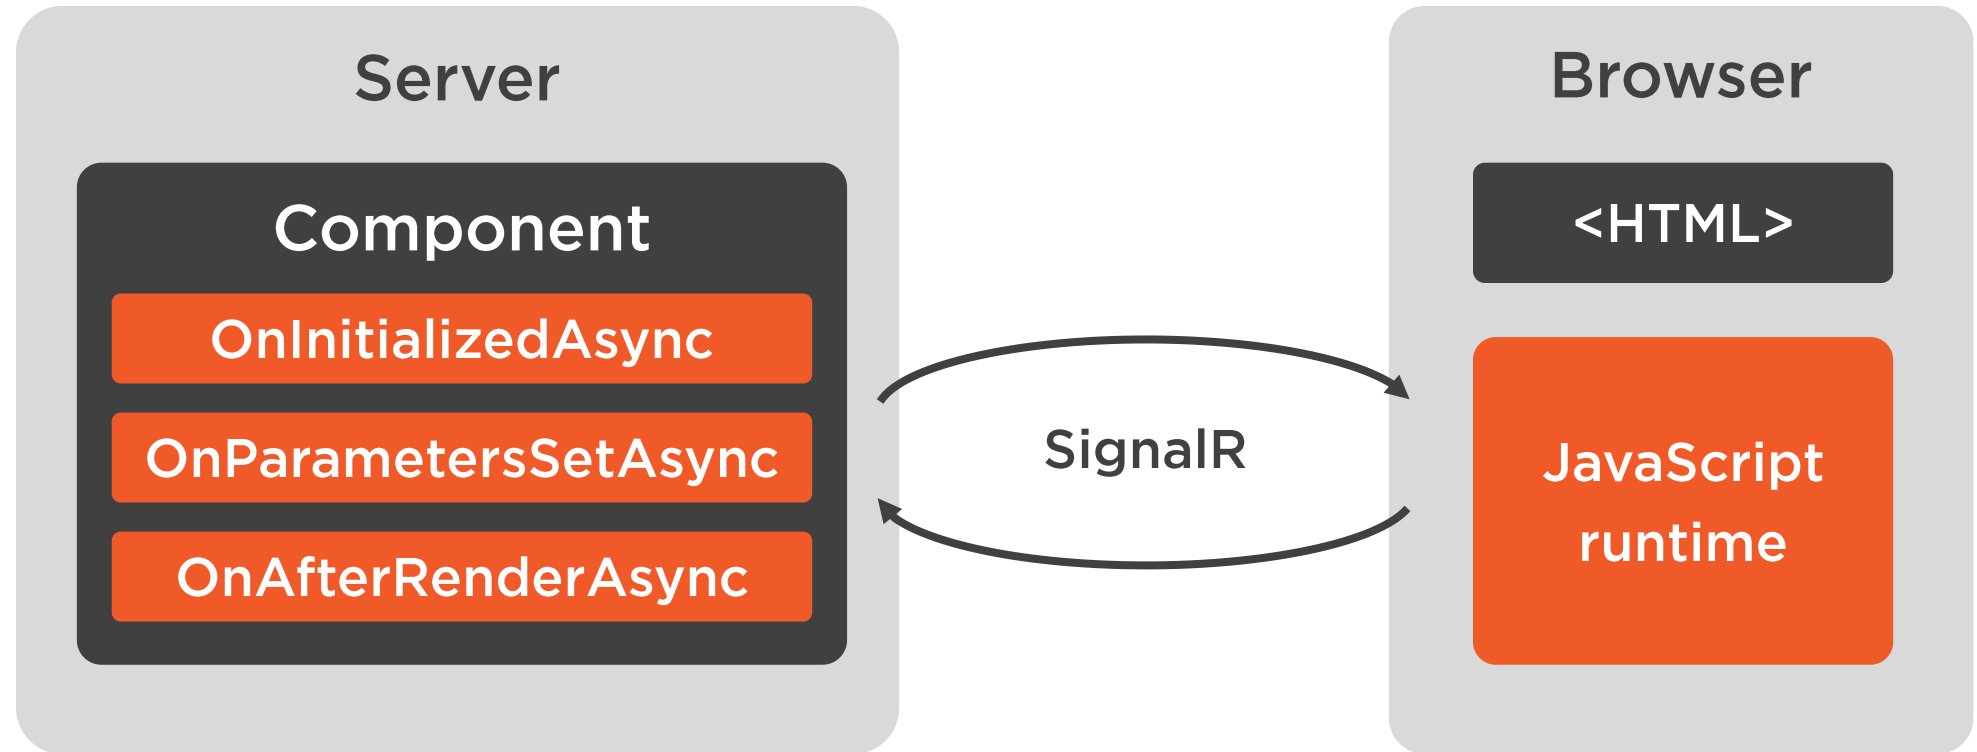 Server
Component
OnInitializedAsync
OnParametersSetAsync
OnAfterRenderAsync
SignalR
Browser
<HTML>
JavaScript
runtime